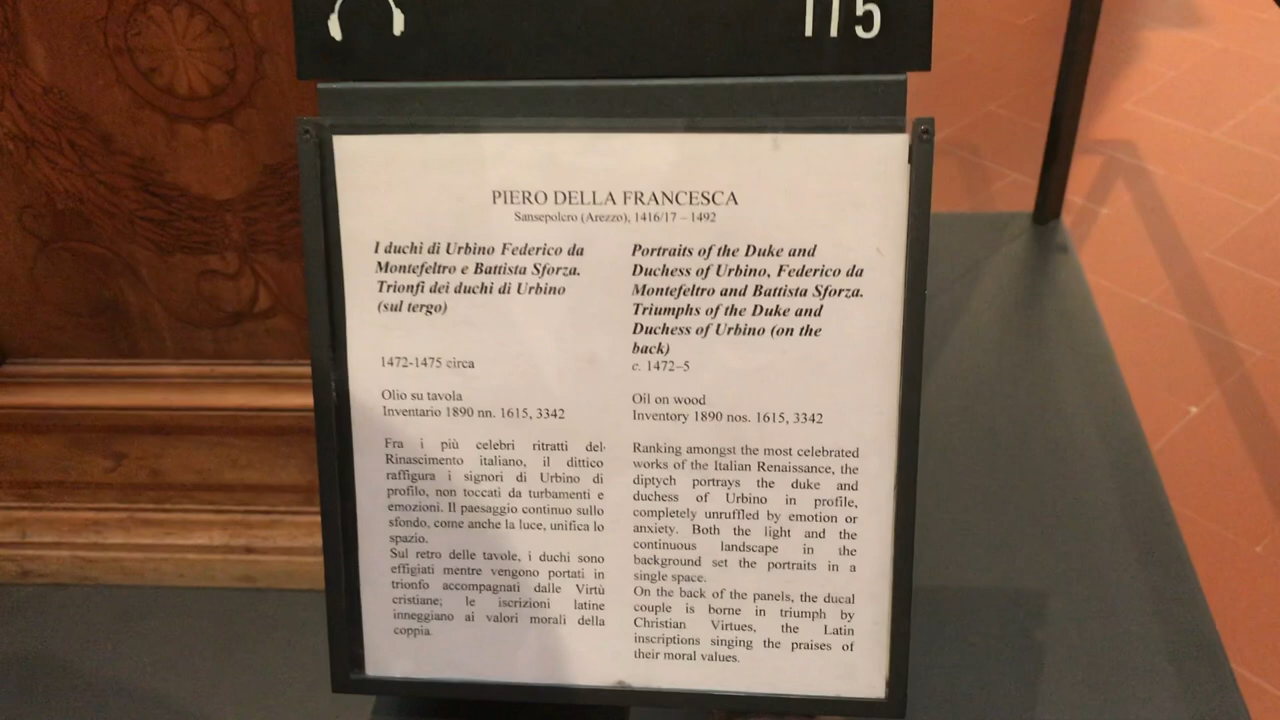 175
PIERO DELLA FRANCESCA
Sansepolcro (Arezzo), 1416/17 – 1492
I duchi di Urbino Federico da
Montefeltro e Battista Sforza.
Trionfi dei duchi di Urbino
(sul tergo)
1472-1475 circa
Olio su tavola
Inventario 1890 nn. 1615, 3342
Fra i più celebri ritratti del
Rinascimento italiano, il dittico
raffigura i signori di Urbino di
profilo, non toccati da turbamenti e
emozioni. Il paesaggio continuo sullo
sfondo, come anche la luce, unifica lo
spazio.
Sul retro delle tavole, i duchi sono
effigiati mentre vengono portati in
trionfo accompagnati dalle Virtù
cristiane; le iscrizioni latine
inneggiano ai valori morali della
coppia.
Portraits of the Duke and
Duchess of Urbino, Federico da
Montefeltro and Battista Sforza.
Triumphs of the Duke and
Duchess of Urbino (on the
back)
c. 1472–5
Oil on wood
Inventory 1890 nos. 1615, 3342
Ranking amongst the most celebrated
works of the Italian Renaissance, the
diptych portrays the duke and
duchess of Urbino in profile,
completely unruffled by emotion or
anxiety. Both the light and the
continuous landscape in the
background set the portraits in a
single space.
On the back of the panels, the ducal
couple is borne in triumph by
Christian Virtues, the Latin
inscriptions singing the praises of
their moral values.